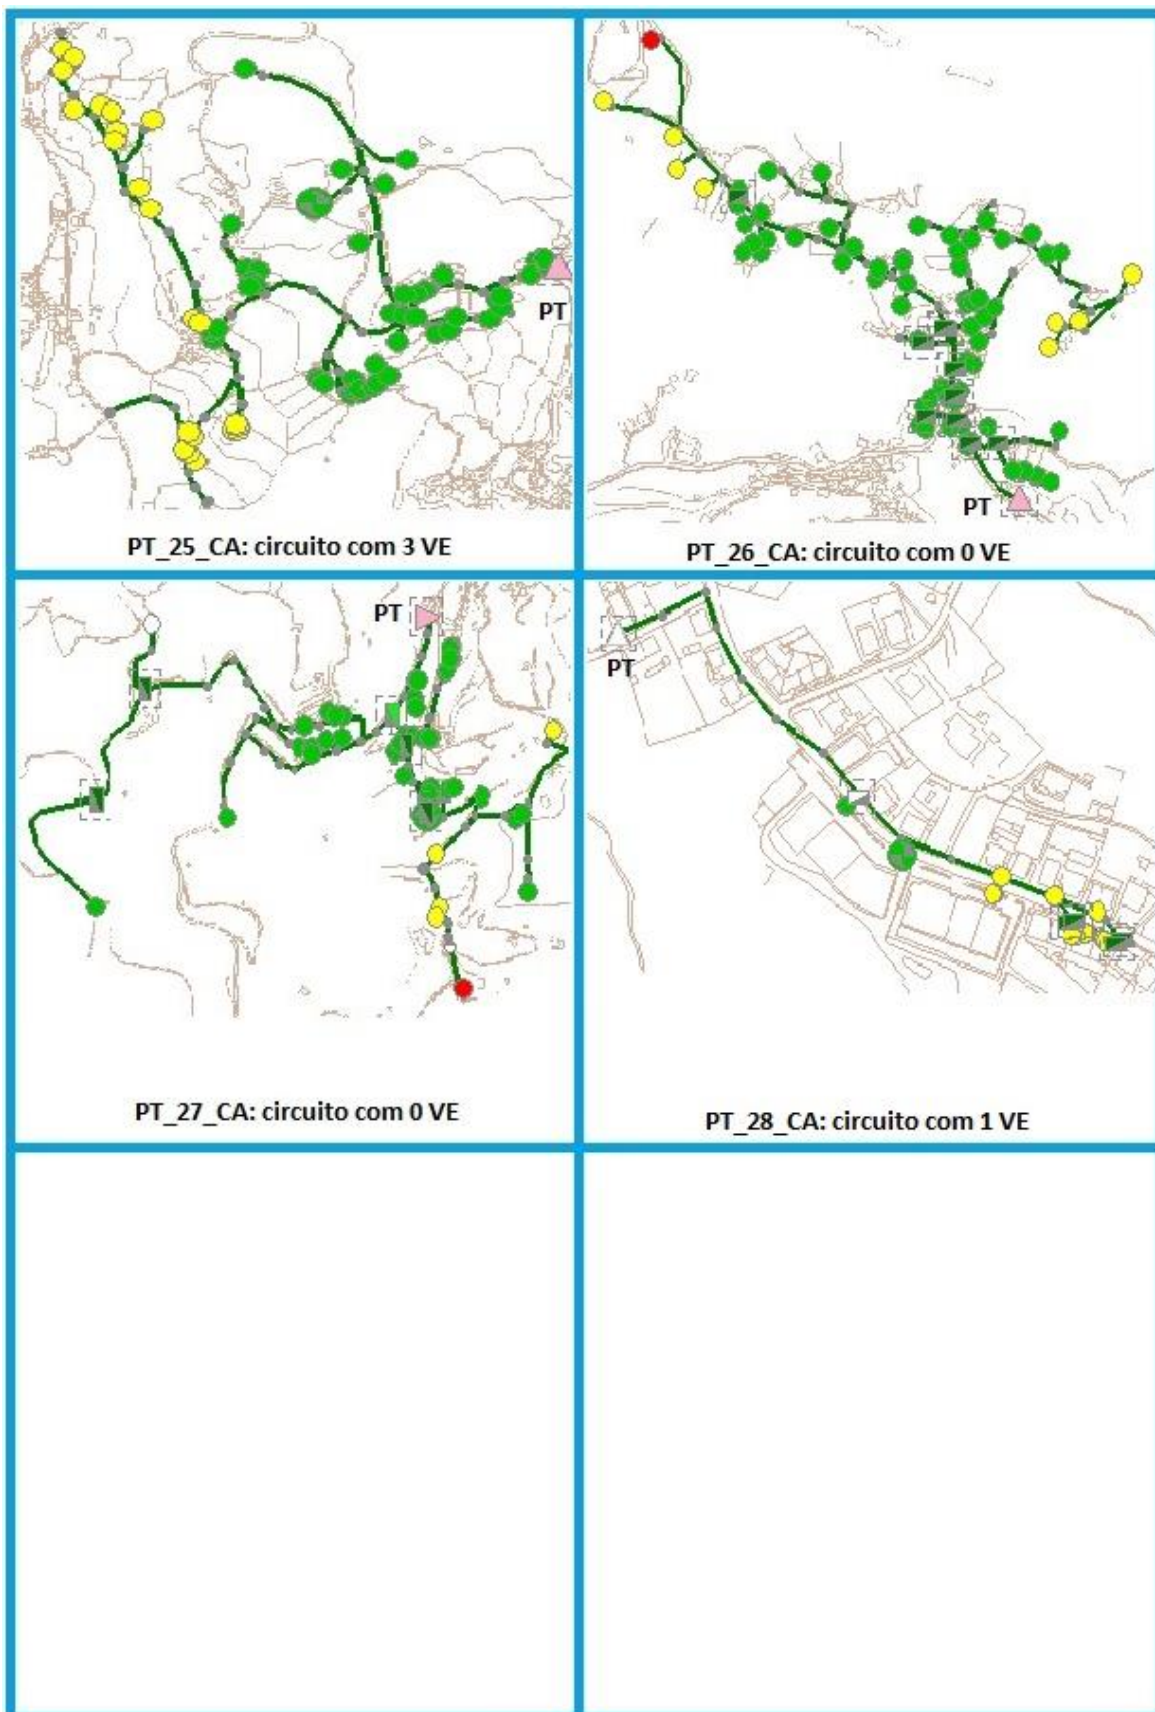 PT
PT_25_CA: circuito com 3 VE
PT
PT_26_CA: circuito com 0 VE
PT
PT_27_CA: circuito com 0 VE
PT
PT_28_CA: circuito com 1 VE